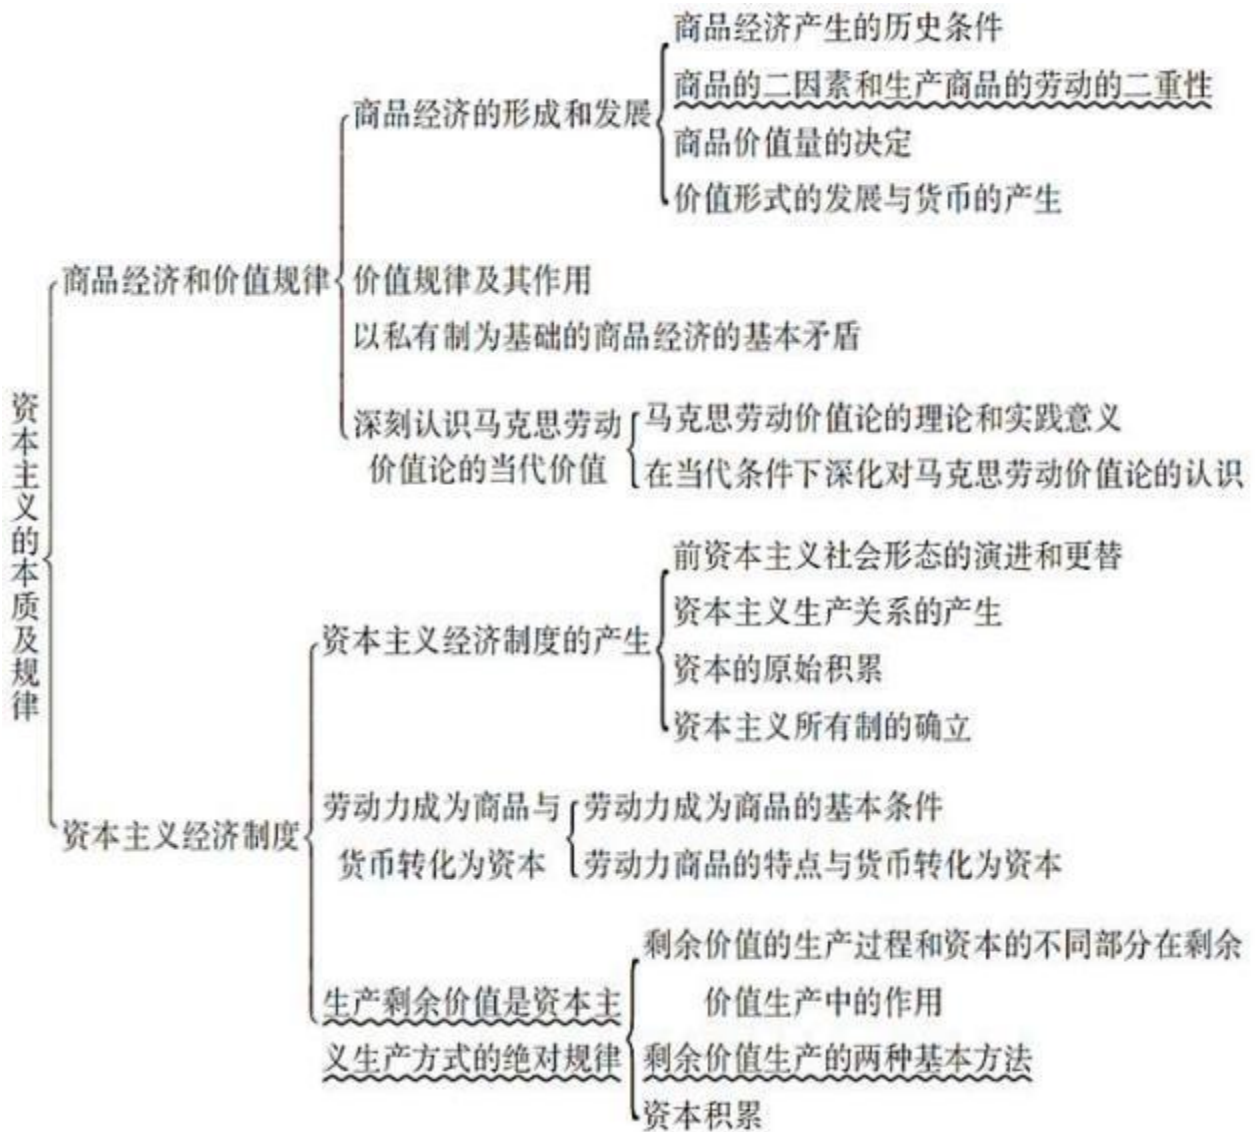 资本主义的本质及规律
商品经济和价值规律
商品经济的形成和发展
商品经济产生的历史条件
商品的二因素和生产商品的劳动的二重性
商品价值量的决定
价值形式的发展与货币的产生
价值规律及其作用
以私有制为基础的商品经济的基本矛盾
深刻认识马克思劳动
价值论的当代价值
马克思劳动价值论的理论和实践意义
在当代条件下深化对马克思劳动价值论的认识
资本主义经济制度
资本主义经济制度的产生
前资本主义社会形态的演进和更替
资本主义生产关系的产生
资本的原始积累
资本主义所有制的确立
劳动力成为商品与
货币转化为资本
劳动力成为商品的基本条件
劳动力商品的特点与货币转化为资本
生产剩余价值是资本主
义生产方式的绝对规律
剩余价值的生产过程和资本的不同部分在剩余
价值生产中的作用
剩余价值生产的两种基本方法
资本积累